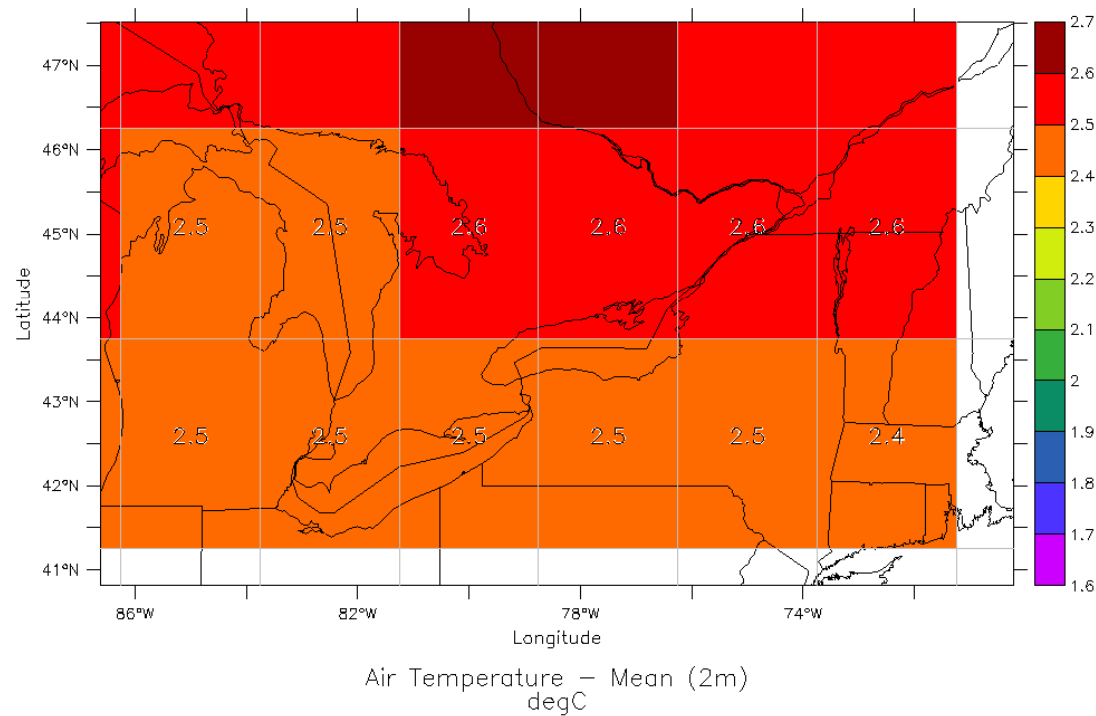 2.7
47°N
2.6
2.5
46°N
2.4
2.5 2.5 2.6 2.6 2.6 2.6
45°N
2.3
Latitude
2.2
44°N
2.1
43°N
2
2.5 2.5 2.5 2.5 2.5 2.4
1.9
42°N
1.8
1.7
41°N
1.6
86°W 82°W 78°W 74°W
Longitude
Air Temperature – Mean (2m)
degC